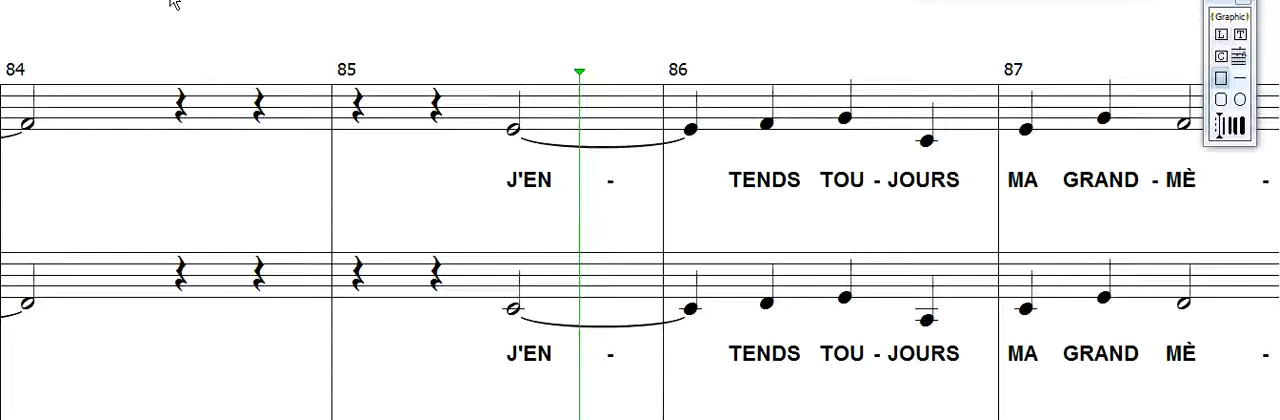 (Graphic)
L T
G
84 85 86 87
J'EN - TENDS TOU - JOURS MA GRAND - MÈ -
J'EN - TENDS TOU - JOURS MA GRAND MÈ -